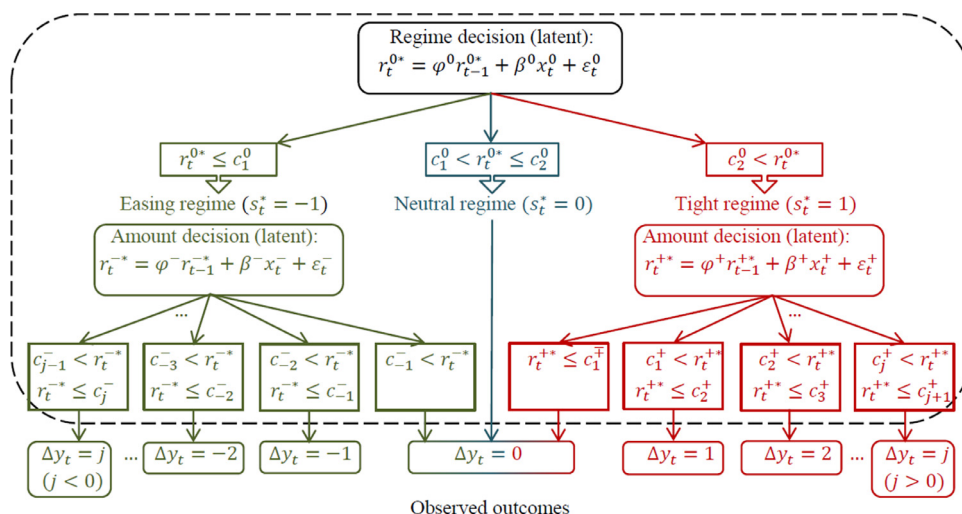 Regime decision (latent):
r_t^{0*} = φ^0 r_{t-1}^{0*} + β^0 x_t^0 + ε_t^0
r_t^{0*} ≤ c_1^0
c_1^0 < r_t^{0*} ≤ c_2^0
c_2^0 < r_t^{0*}
Easing regime (s_t^* = −1)
Neutral regime (s_t^* = 0)
Tight regime (s_t^* = 1)
Amount decision (latent):
r_t^{−*} = φ^− r_{t-1}^{−*} + β^− x_t^− + ε_t^−
Amount decision (latent):
r_t^{+*} = φ^+ r_{t-1}^{+*} + β^+ x_t^+ + ε_t^+
...
...
c_{j-1}^− < r_t^{−*}
r_t^{−*} ≤ c_j^−
c_{-3}^− < r_t^{−*}
r_t^{−*} ≤ c_{-2}^−
c_{-2}^− < r_t^{−*}
r_t^{−*} ≤ c_{-1}^−
c_{-1}^− < r_t^{−*}
r_t^{+*} ≤ c_1^+
c_1^+ < r_t^{+*}
r_t^{+*} ≤ c_2^+
c_2^+ < r_t^{+*}
r_t^{+*} ≤ c_3^+
c_j^+ < r_t^{+*}
r_t^{+*} ≤ c_{j+1}^+
Δy_t = j
(j < 0)
...
Δy_t = −2
Δy_t = −1
Δy_t = 0
Δy_t = 1
Δy_t = 2
...
Δy_t = j
(j > 0)
Observed outcomes